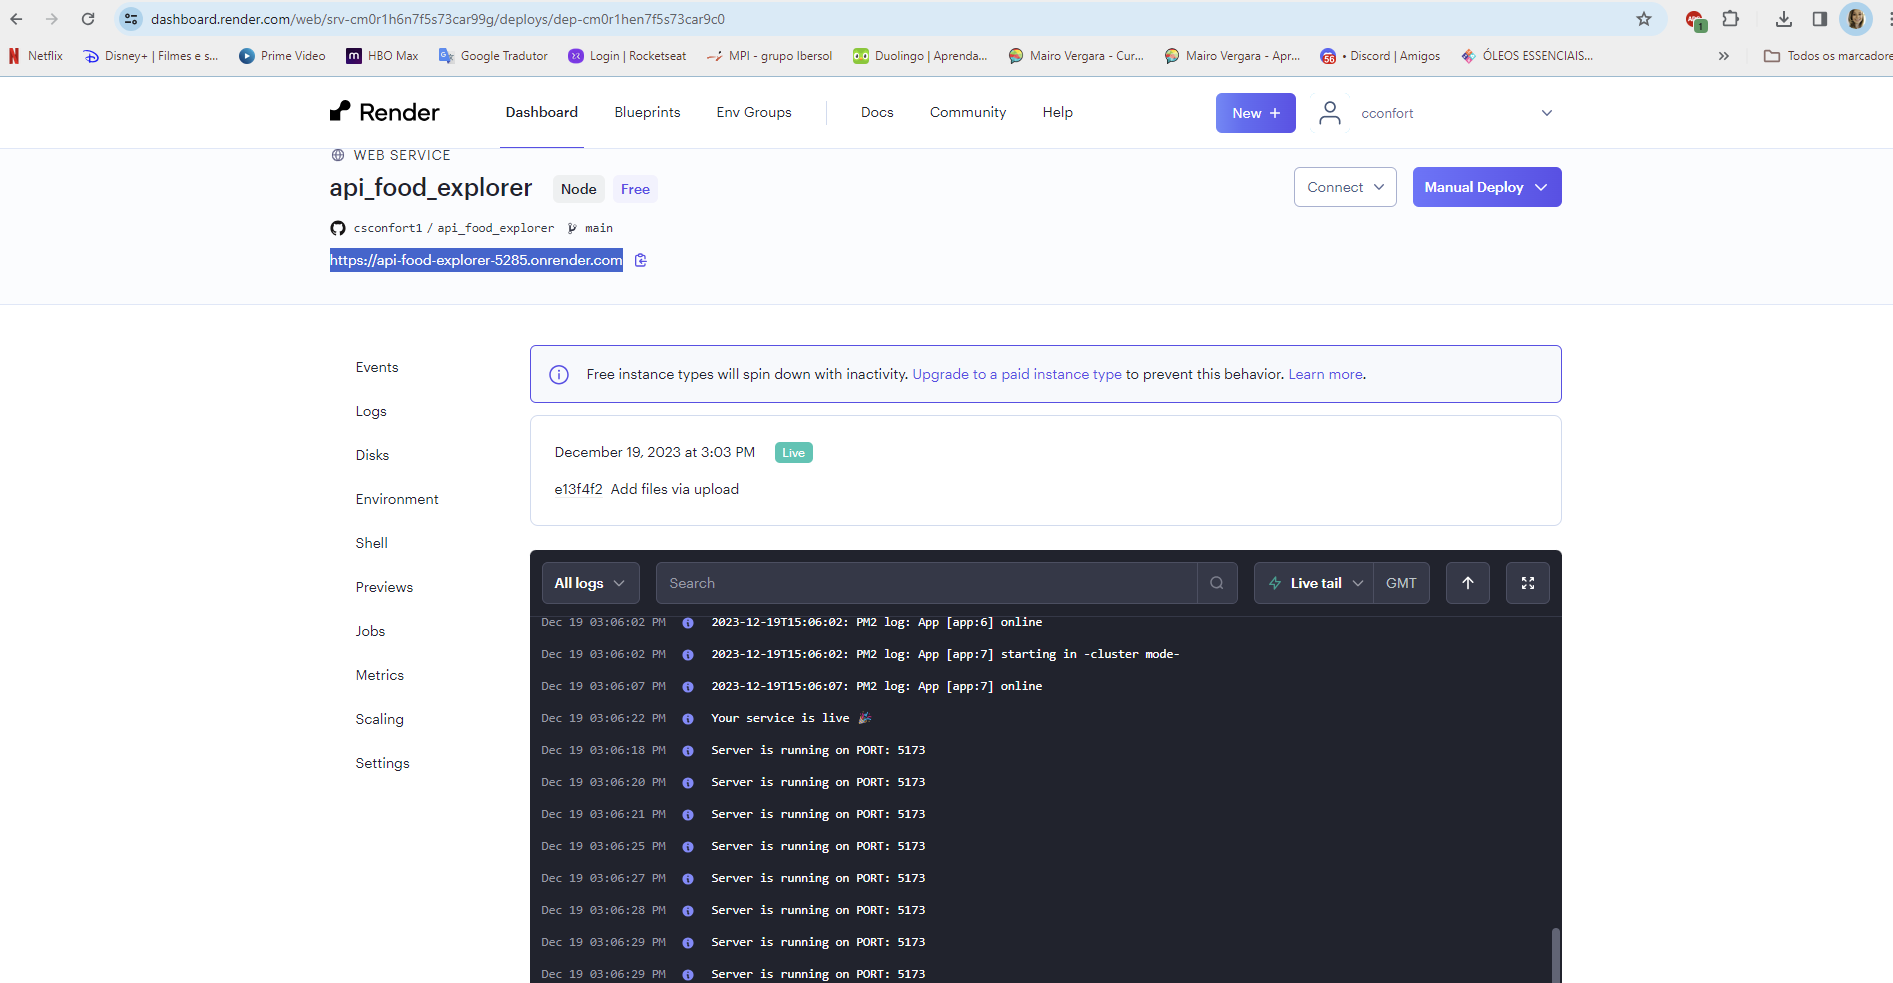 dashboard.render.com/web/srv-cm0r1h6n7f5s73car99g/deploys/dep-cm0r1hen7f5s73car9c0
1
Netflix Disney+ | Filmes e s... Prime Video HBO Max Google Tradutor Login | Rocketseat MPI - grupo Ibersol Duolingo | Aprenda... Mairo Vergara - Cur... Mairo Vergara - Apr... 56 • Discord | Amigos ÓLEOS ESSENCIAIS... » Todos os marcadore
Render Dashboard Blueprints Env Groups Docs Community Help New + cconfort
WEB SERVICE
api_food_explorer Node Free Connect Manual Deploy
csconfort1 / api_food_explorer main
https://api-food-explorer-5285.onrender.com
Events
Logs
Disks
Environment
Shell
Previews
Jobs
Metrics
Scaling
Settings
Free instance types will spin down with inactivity. Upgrade to a paid instance type to prevent this behavior. Learn more.
December 19, 2023 at 3:03 PM Live
e13f4f2 Add files via upload
All logs Search Live tail GMT
Dec 19 03:06:02 PM 2023-12-19T15:06:02: PM2 log: App [app:6] online
Dec 19 03:06:02 PM 2023-12-19T15:06:02: PM2 log: App [app:7] starting in -cluster mode-
Dec 19 03:06:07 PM 2023-12-19T15:06:07: PM2 log: App [app:7] online
Dec 19 03:06:22 PM Your service is live 🎉
Dec 19 03:06:18 PM Server is running on PORT: 5173
Dec 19 03:06:20 PM Server is running on PORT: 5173
Dec 19 03:06:21 PM Server is running on PORT: 5173
Dec 19 03:06:25 PM Server is running on PORT: 5173
Dec 19 03:06:27 PM Server is running on PORT: 5173
Dec 19 03:06:28 PM Server is running on PORT: 5173
Dec 19 03:06:29 PM Server is running on PORT: 5173
Dec 19 03:06:29 PM Server is running on PORT: 5173